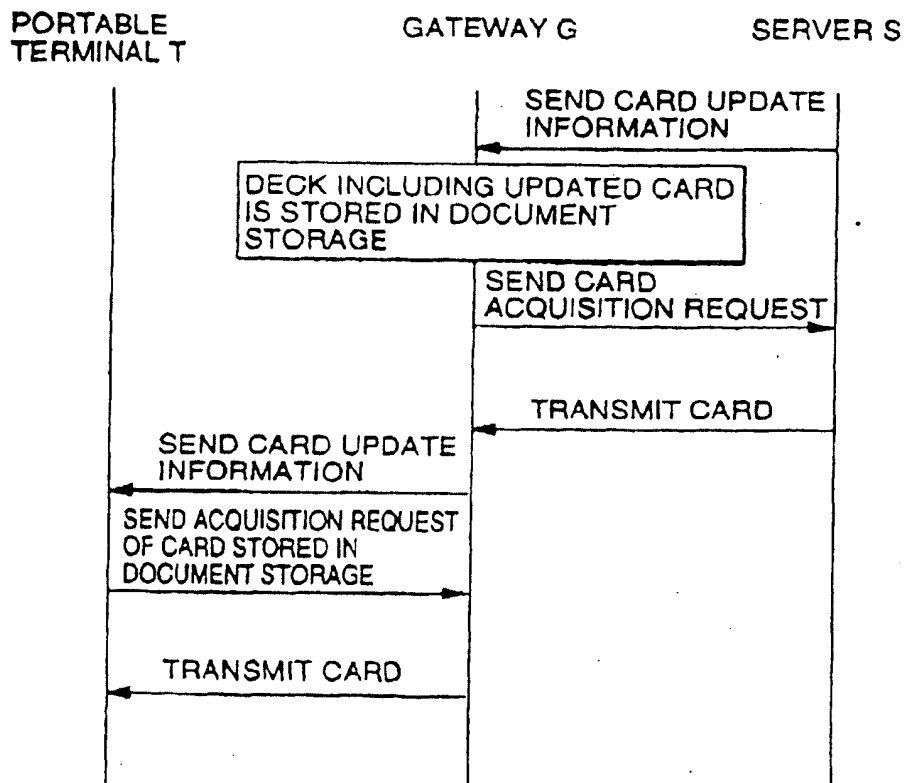 PORTABLE
TERMINAL T
GATEWAY G
SERVER S
SEND CARD UPDATE
INFORMATION
DECK INCLUDING UPDATED CARD
IS STORED IN DOCUMENT
STORAGE
SEND CARD
ACQUISITION REQUEST
TRANSMIT CARD
SEND CARD UPDATE
INFORMATION
SEND ACQUISITION REQUEST
OF CARD STORED IN
DOCUMENT STORAGE
TRANSMIT CARD